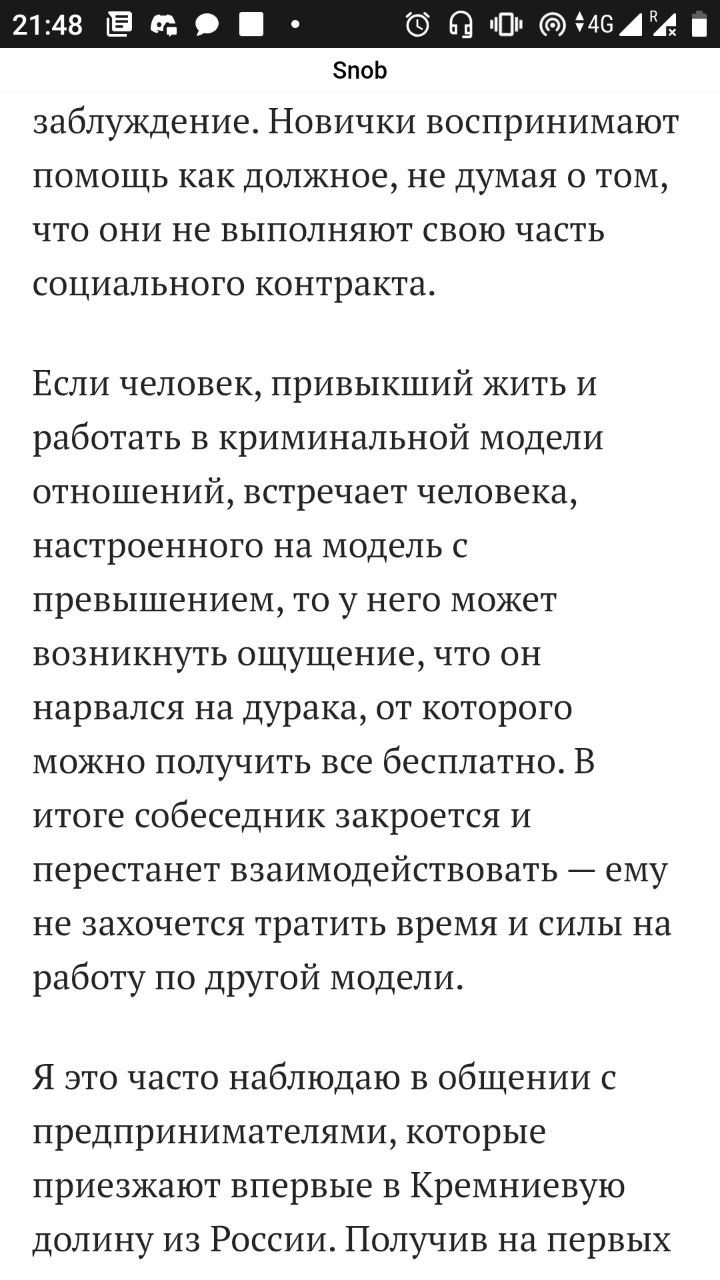 21:48
4G
R
Snob
заблуждение. Новички воспринимают
помощь как должное, не думая о том,
что они не выполняют свою часть
социального контракта.
Если человек, привыкший жить и
работать в криминальной модели
отношений, встречает человека,
настроенного на модель с
превышением, то у него может
возникнуть ощущение, что он
нарвался на дурака, от которого
можно получить все бесплатно. В
итоге собеседник закроется и
перестанет взаимодействовать — ему
не захочется тратить время и силы на
работу по другой модели.
Я это часто наблюдаю в общении с
предпринимателями, которые
приезжают впервые в Кремниевую
долину из России. Получив на первых